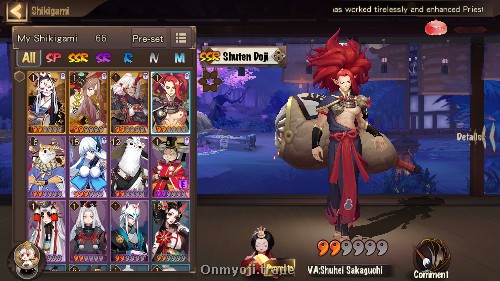 Shikigami
as worked tirelessly and enhanced Priest
My Shikigami 66 Pre-set
All SP SSR SR R N M
SSR Shuten Doji
Details
VA:Shuhei Sakaguchi
Comment
Onmyoji.trade